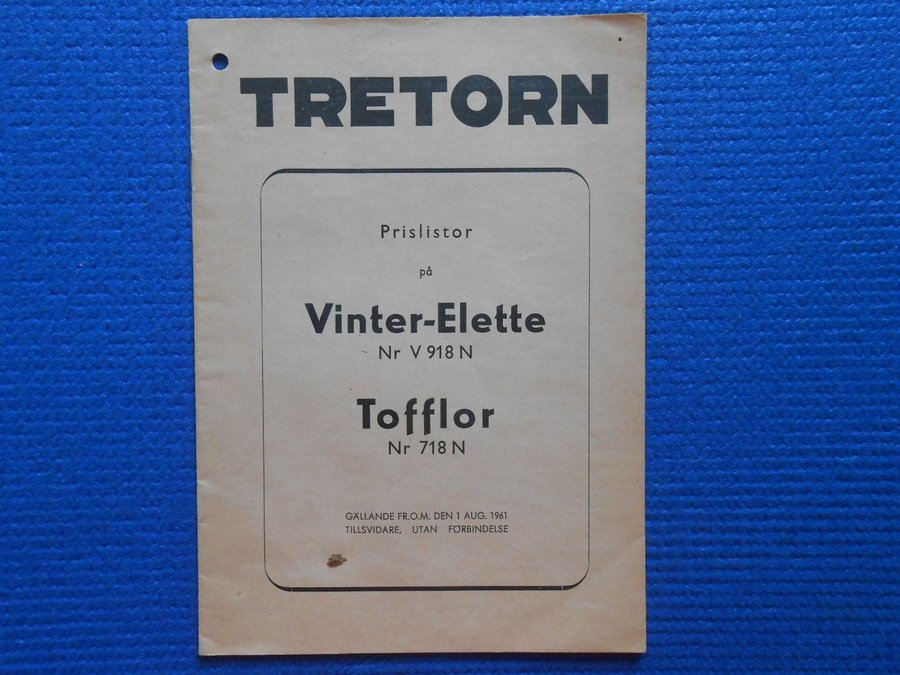 TRETORN
Prislistor
på
Vinter-Elette
Nr V 918 N
Tofflor
Nr 718 N
GÄLLANDE FR.O.M. DEN 1 AUG. 1961
TILLSVIDARE, UTAN FÖRBINDELSE